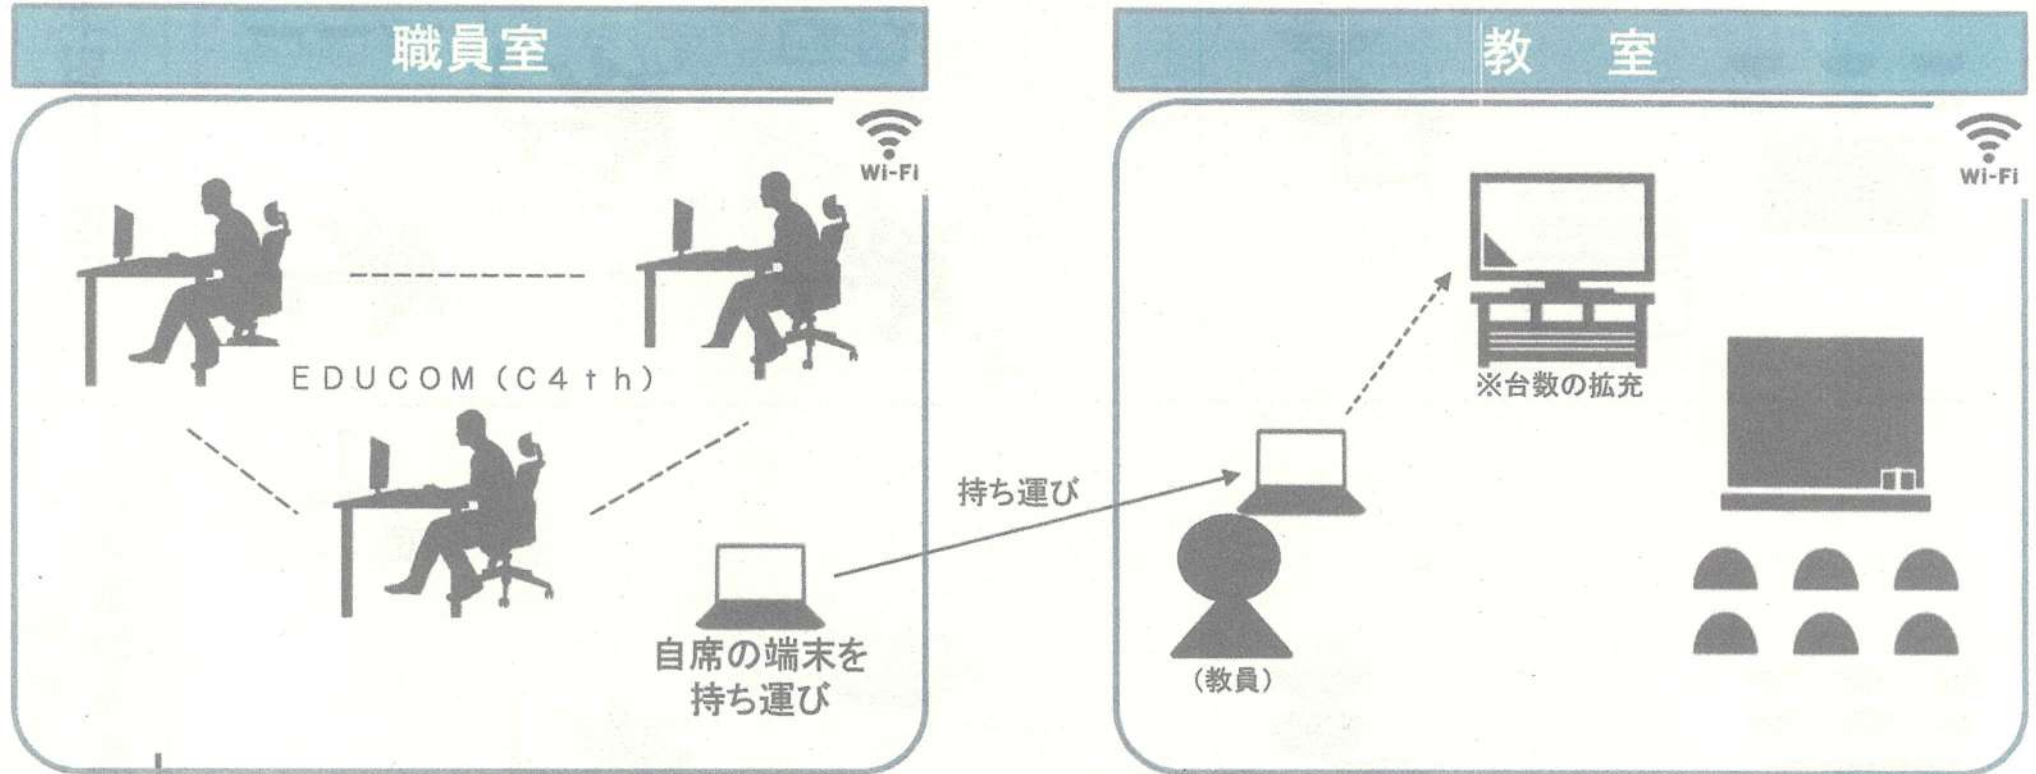 職員室
Wi-Fi
EDUCOM(C4th)
自席の端末を
持ち運び
持ち運び
教　室
Wi-Fi
※台数の拡充
(教員)